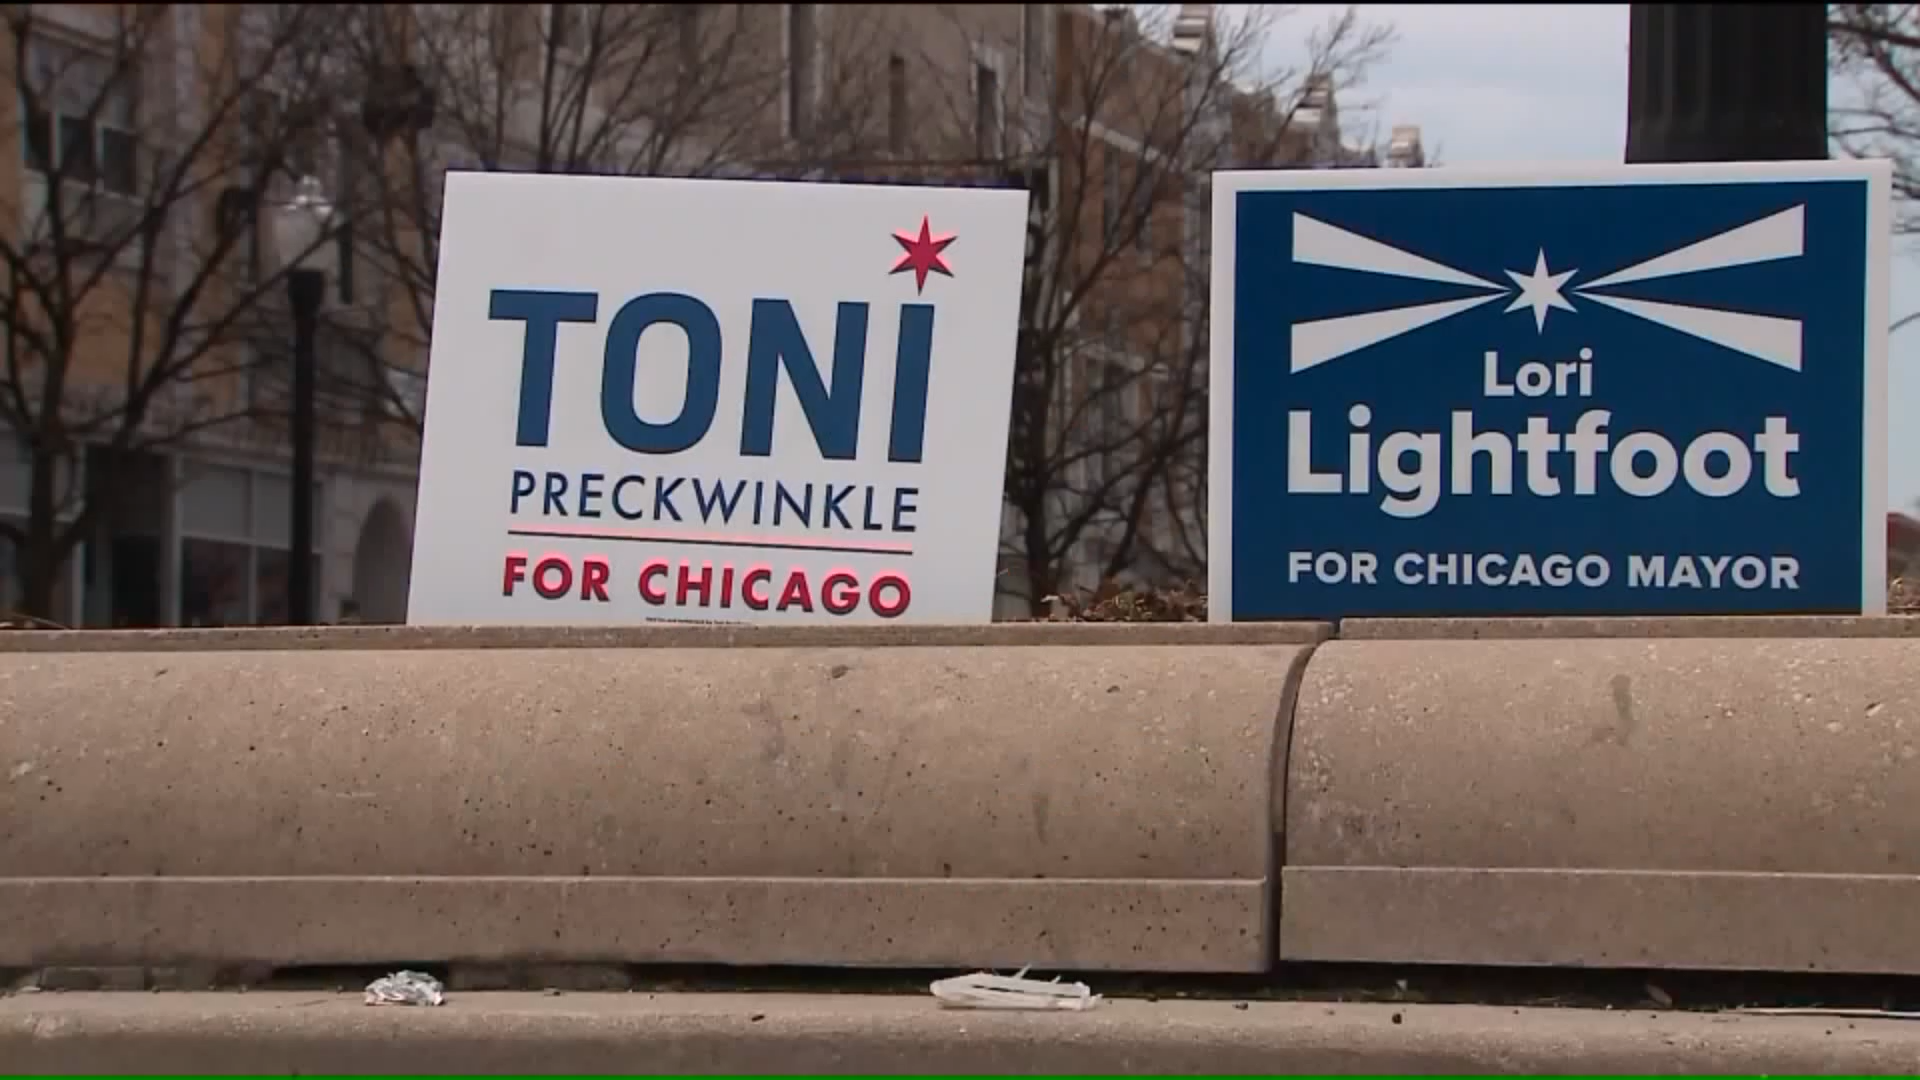 TONI
PRECKWINKLE
FOR CHICAGO
Lori
Lightfoot
FOR CHICAGO MAYOR